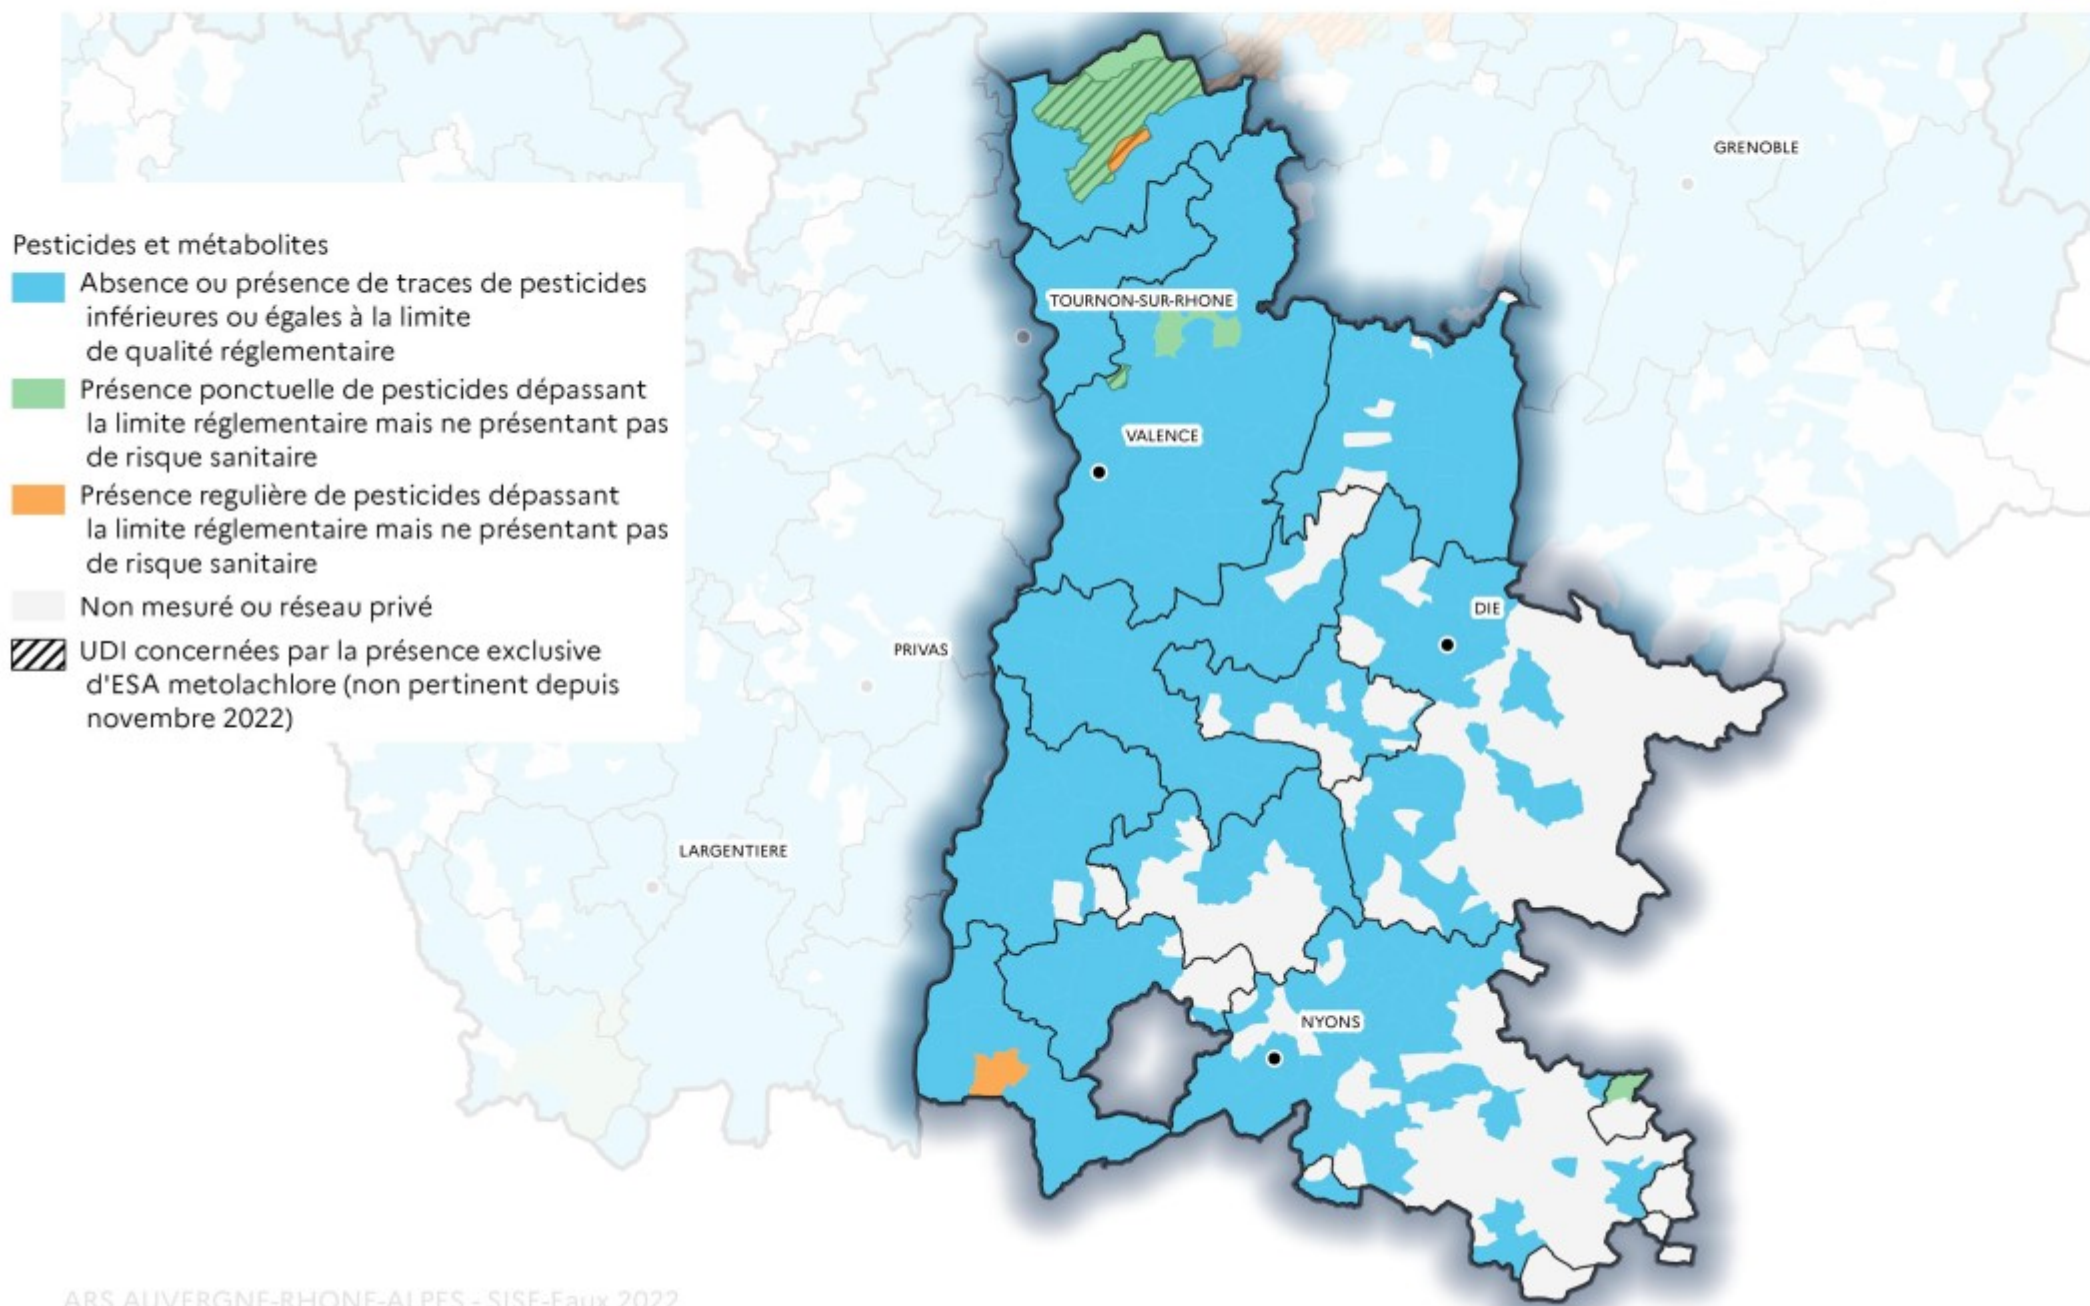 GRENOBLE
Pesticides et métabolites
Absence ou présence de traces de pesticides
inférieures ou égales à la limite
de qualité réglementaire
Présence ponctuelle de pesticides dépassant
la limite réglementaire mais ne présentant pas
de risque sanitaire
Présence regulière de pesticides dépassant
la limite réglementaire mais ne présentant pas
de risque sanitaire
Non mesuré ou réseau privé
UDI concernées par la présence exclusive
d'ESA metolachlore (non pertinent depuis
novembre 2022)
TOURNON-SUR-RHONE
VALENCE
DIE
PRIVAS
LARGENTIERE
NYONS
ARS AUVERGNE-RHONE-ALPES - SISE-Eaux 2022